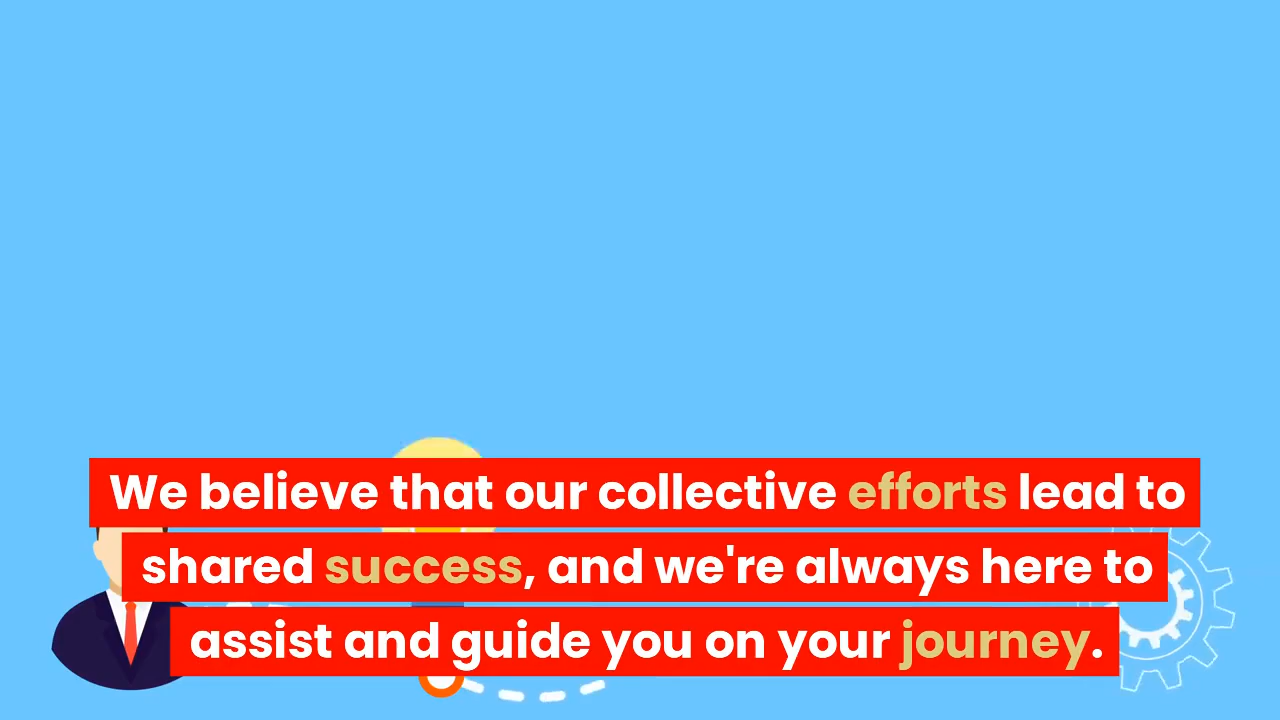 We believe that our collective efforts lead to
shared success, and we're always here to
assist and guide you on your journey.